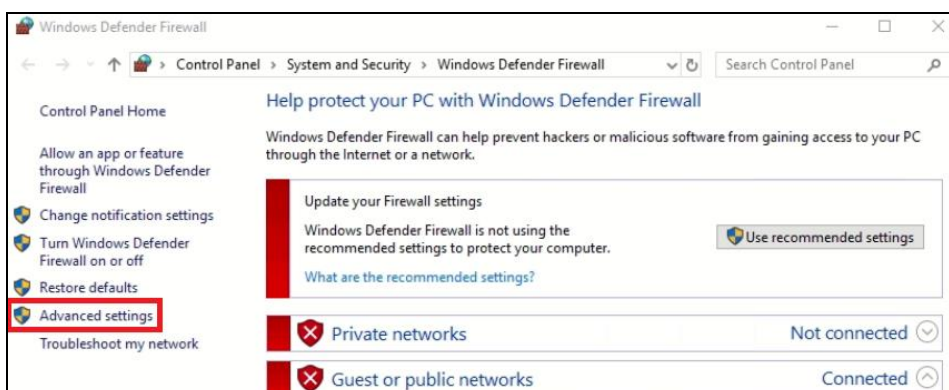 Windows Defender Firewall
Control Panel > System and Security > Windows Defender Firewall
Search Control Panel
Control Panel Home
Allow an app or feature
through Windows Defender
Firewall
Change notification settings
Turn Windows Defender
Firewall on or off
Restore defaults
Advanced settings
Troubleshoot my network
Help protect your PC with Windows Defender Firewall
Windows Defender Firewall can help prevent hackers or malicious software from gaining access to your PC
through the Internet or a network.
Update your Firewall settings
Windows Defender Firewall is not using the
recommended settings to protect your computer.
What are the recommended settings?
Use recommended settings
Private networks
Not connected
Guest or public networks
Connected